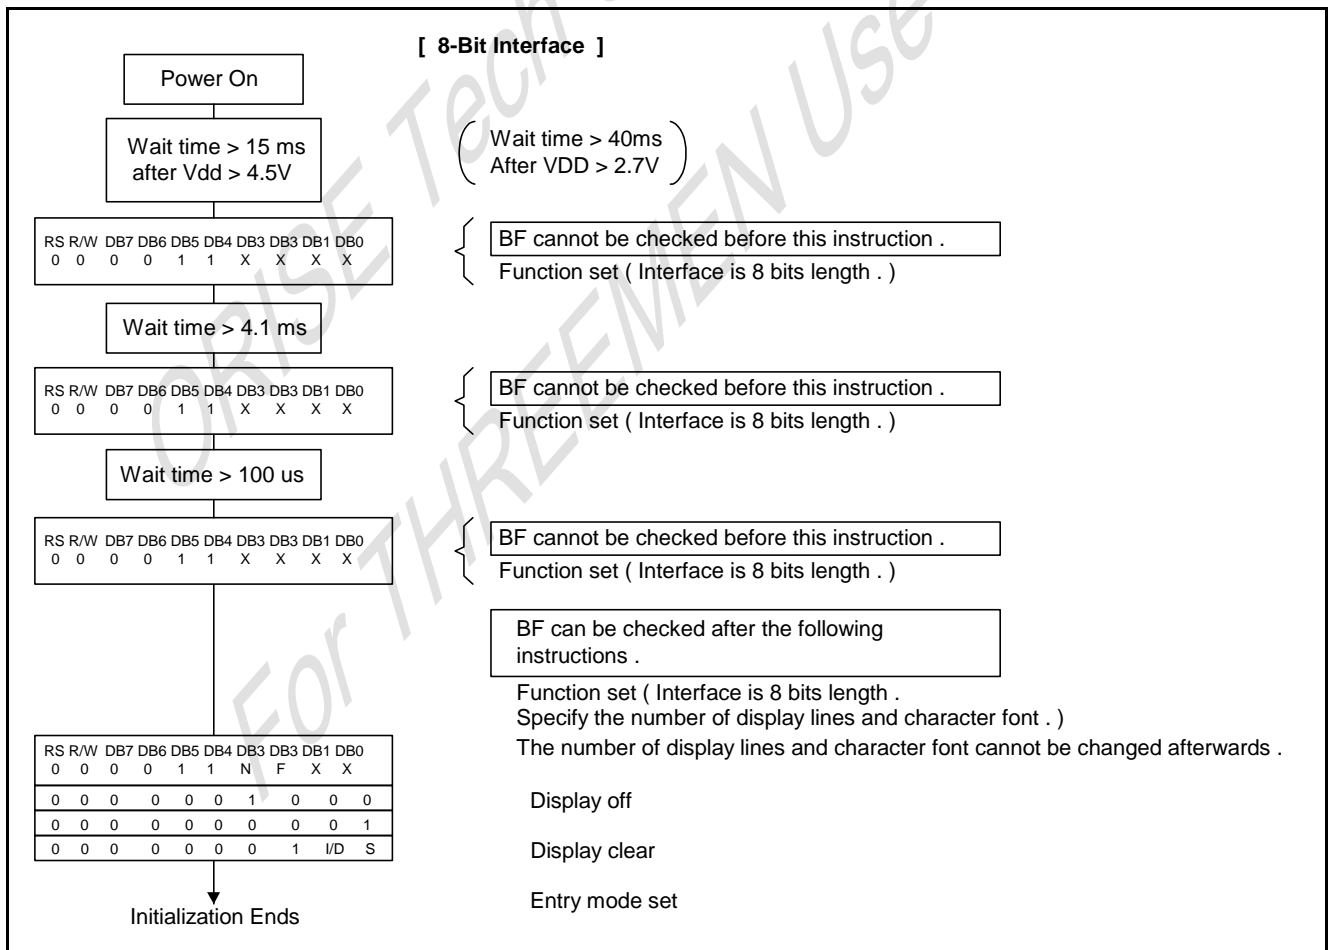 [ 8-Bit Interface ]
Power On
Wait time > 15 ms
after Vdd > 4.5V
Wait time > 40ms
After VDD > 2.7V
RS R/W DB7 DB6 DB5 DB4 DB3 DB3 DB1 DB0
0 0 0 0 1 1 X X X X
BF cannot be checked before this instruction .
Function set ( Interface is 8 bits length . )
Wait time > 4.1 ms
RS R/W DB7 DB6 DB5 DB4 DB3 DB3 DB1 DB0
0 0 0 0 1 1 X X X X
BF cannot be checked before this instruction .
Function set ( Interface is 8 bits length . )
Wait time > 100 us
RS R/W DB7 DB6 DB5 DB4 DB3 DB3 DB1 DB0
0 0 0 0 1 1 X X X X
BF cannot be checked before this instruction .
Function set ( Interface is 8 bits length . )
BF can be checked after the following
instructions .
Function set ( Interface is 8 bits length .
Specify the number of display lines and character font . )
The number of display lines and character font cannot be changed afterwards .
RS R/W DB7 DB6 DB5 DB4 DB3 DB3 DB1 DB0
0 0 0 0 1 1 N F X X
0 0 0 0 0 0 1 0 0 0
Display off
0 0 0 0 0 0 0 0 0 1
Display clear
0 0 0 0 0 0 0 1 I/D S
Entry mode set
Initialization Ends
ORISE Tech
For THREEMEN Use